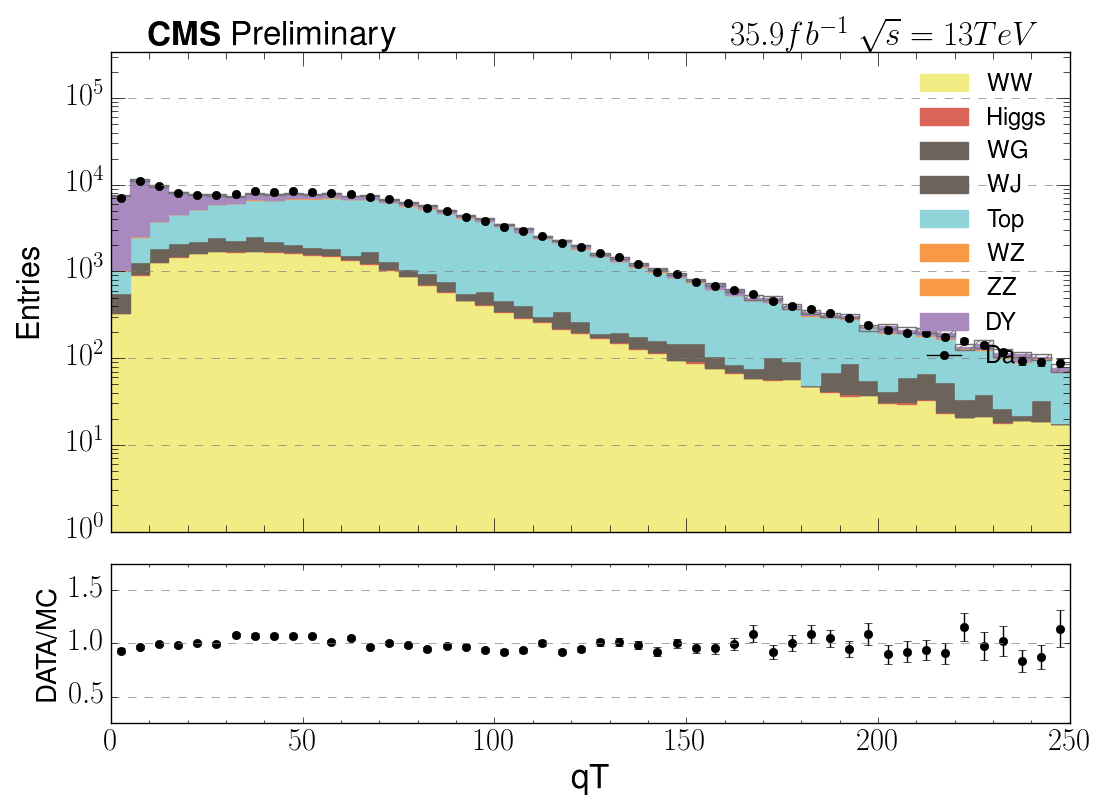 CMS Preliminary
35.9fb⁻¹ √s = 13TeV
Entries
10⁵
10⁴
10³
10²
10¹
10⁰
WW
Higgs
WG
WJ
Top
WZ
ZZ
DY
Da
DATA/MC
1.5
1.0
0.5
0 50 100 150 200 250
qT